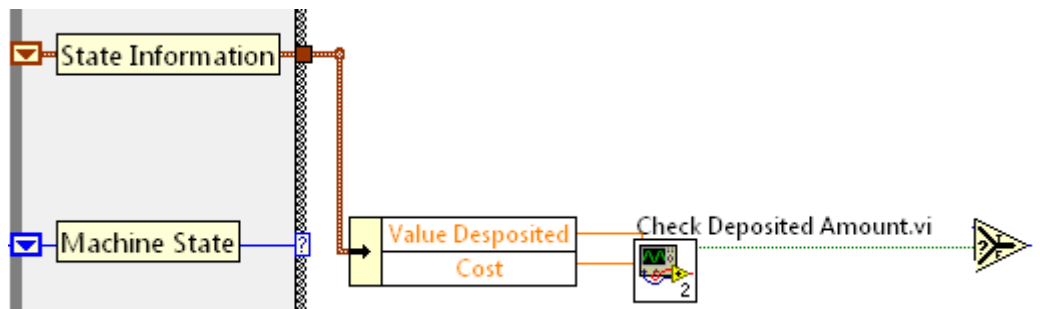 State Information
Machine State
?
Value Desposited
Cost
Check Deposited Amount.vi
2
?
T
F